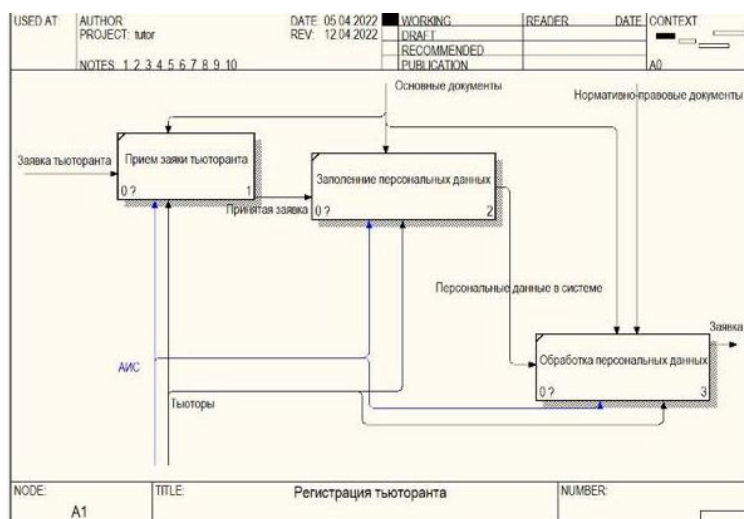 USED AT
AUTHOR:
DATE: 05.04.2022
WORKING
READER
DATE
CONTEXT
PROJECT: tutor
REV: 12.04.2022
DRAFT
RECOMMENDED
NOTES: 1 2 3 4 5 6 7 8 9 10
PUBLICATION
A0
Основные документы
Нормативно-правовые документы
Заявка тьюторанта
Прием заяки тьюторанта
0 ?
1
Заполенние персональных данных
Принятая заявка
0 ?
2
Персональные данные в системе
Заявка
Обработка персональных данных
АИС
0 ?
3
Тьюторы
NODE:
TITLE:
Регистрация тьюторанта
NUMBER:
A1